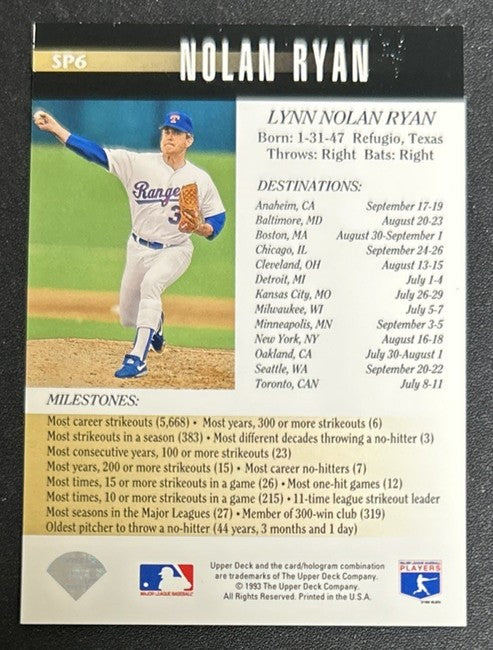 SP6
NOLAN RYAN
LYNN NOLAN RYAN
Born: 1-31-47 Refugio, Texas
Throws: Right Bats: Right
DESTINATIONS:
Anaheim, CA September 17-19
Baltimore, MD August 20-23
Boston, MA August 30-September 1
Chicago, IL September 24-26
Cleveland, OH August 13-15
Detroit, MI July 1-4
Kansas City, MO July 26-29
Milwaukee, WI July 5-7
Minneapolis, MN September 3-5
New York, NY August 16-18
Oakland, CA July 30-August 1
Seattle, WA September 20-22
Toronto, CAN July 8-11
T
Range
3
MILESTONES:
Most career strikeouts (5,668) • Most years, 300 or more strikeouts (6)
Most strikeouts in a season (383) • Most different decades throwing a no-hitter (3)
Most consecutive years, 100 or more strikeouts (23)
Most years, 200 or more strikeouts (15) • Most career no-hitters (7)
Most times, 15 or more strikeouts in a game (26) • Most one-hit games (12)
Most times, 10 or more strikeouts in a game (215) • 11-time league strikeout leader
Most seasons in the Major Leagues (27) • Member of 300-win club (319)
Oldest pitcher to throw a no-hitter (44 years, 3 months and 1 day)
MAJOR LEAGUE BASEBALL
Upper Deck and the card/hologram combination
are trademarks of The Upper Deck Company.
© 1993 The Upper Deck Company.
All Rights Reserved. Printed in the U.S.A.
MAJOR LEAGUE BASEBALL
PLAYERS